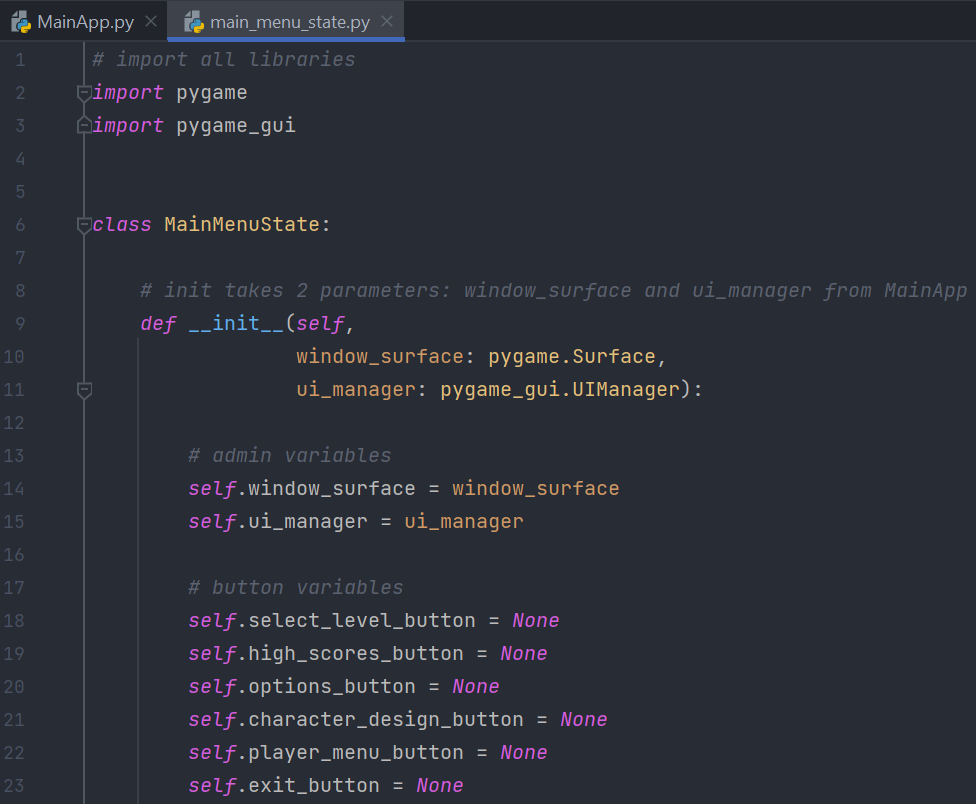 MainApp.py main_menu_state.py
1 # import all libraries
2 import pygame
3 import pygame_gui
4
5
6 class MainMenuState:
7
8     # init takes 2 parameters: window_surface and ui_manager from MainApp
9     def __init__(self,
10                  window_surface: pygame.Surface,
11                  ui_manager: pygame_gui.UIManager):
12
13         # admin variables
14         self.window_surface = window_surface
15         self.ui_manager = ui_manager
16
17         # button variables
18         self.select_level_button = None
19         self.high_scores_button = None
20         self.options_button = None
21         self.character_design_button = None
22         self.player_menu_button = None
23         self.exit_button = None